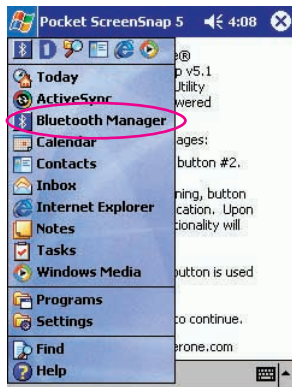 Pocket ScreenSnap 5 4:08
Today
ActiveSync
Bluetooth Manager
Calendar
Contacts
Inbox
Internet Explorer
Notes
Tasks
Windows Media
Programs
Settings
Find
Help
®
v5.1
Utility
wered
ages:
button #2.
ning, button
cation. Upon
tionality will
button is used
to continue.
erone.com